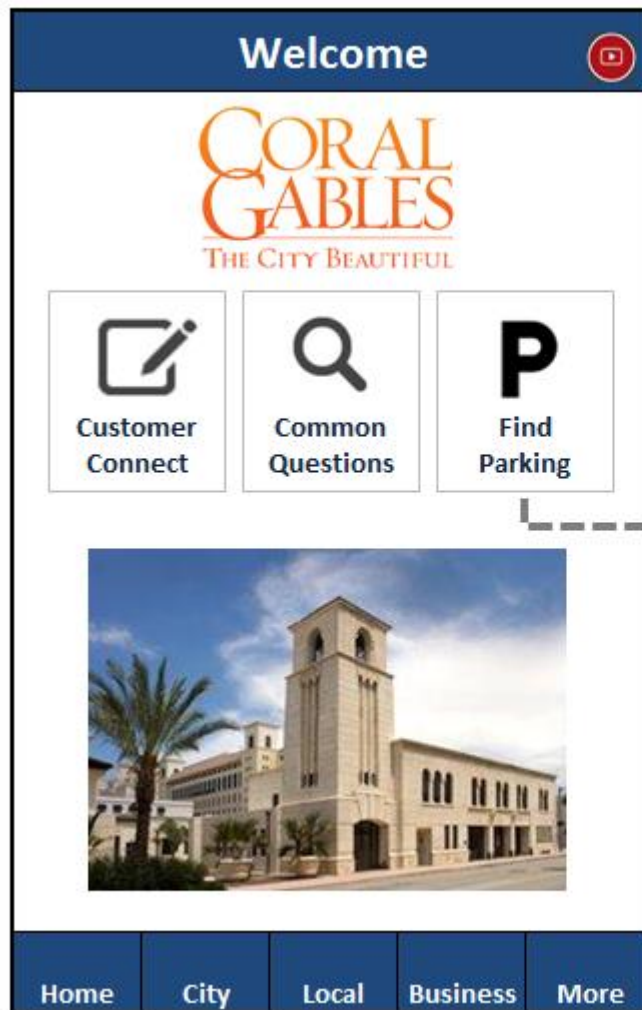 Welcome
CORAL
GABLES
THE CITY BEAUTIFUL
Customer
Connect
Common
Questions
P
Find
Parking
Home
City
Local
Business
More